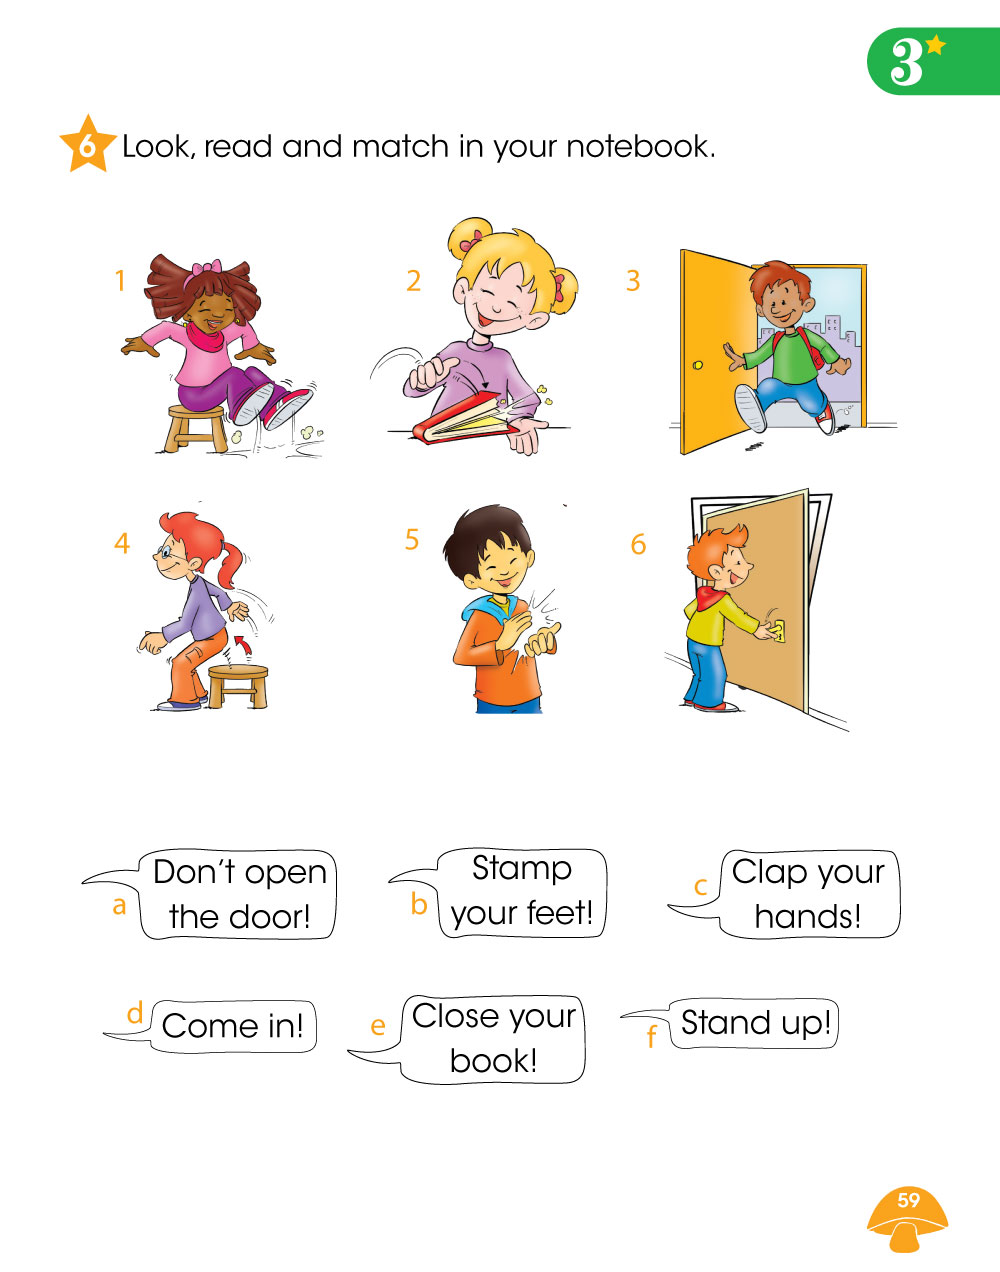 3
6 Look, read and match in your notebook.
1
2
3
4
5
6
Don't open
the door!
a
Stamp
your feet!
b
Clap your
hands!
c
d
Come in!
e
Close your
book!
f
Stand up!
59